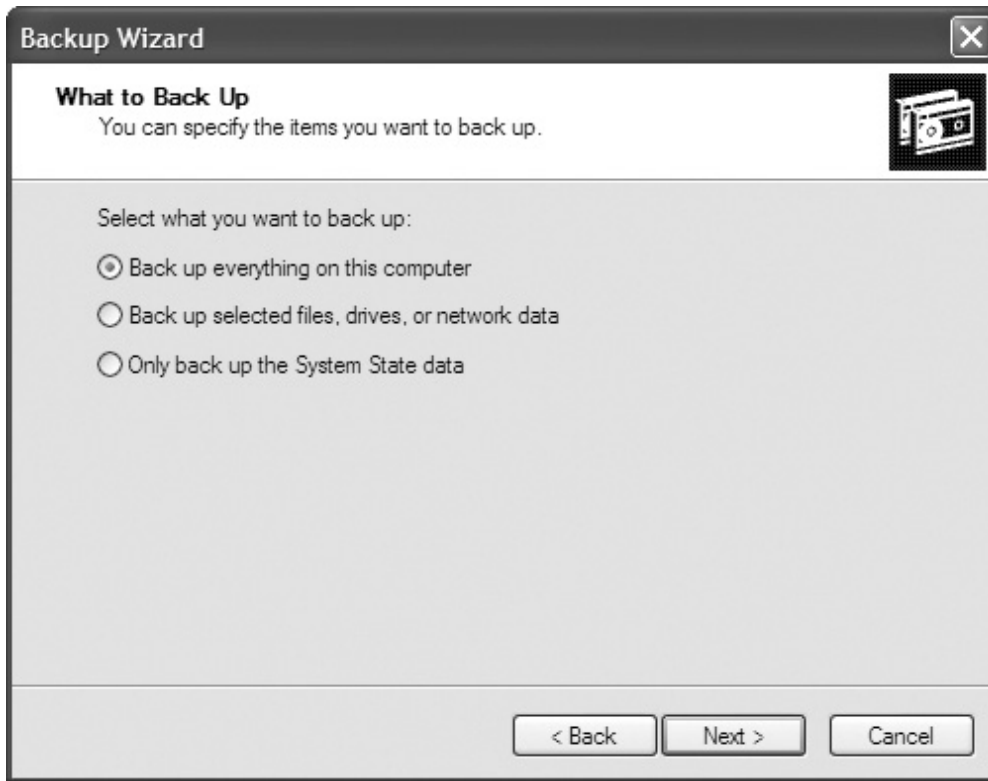 Backup Wizard
What to Back Up
You can specify the items you want to back up.
Select what you want to back up:
Back up everything on this computer
Back up selected files, drives, or network data
Only back up the System State data
< Back Next > Cancel